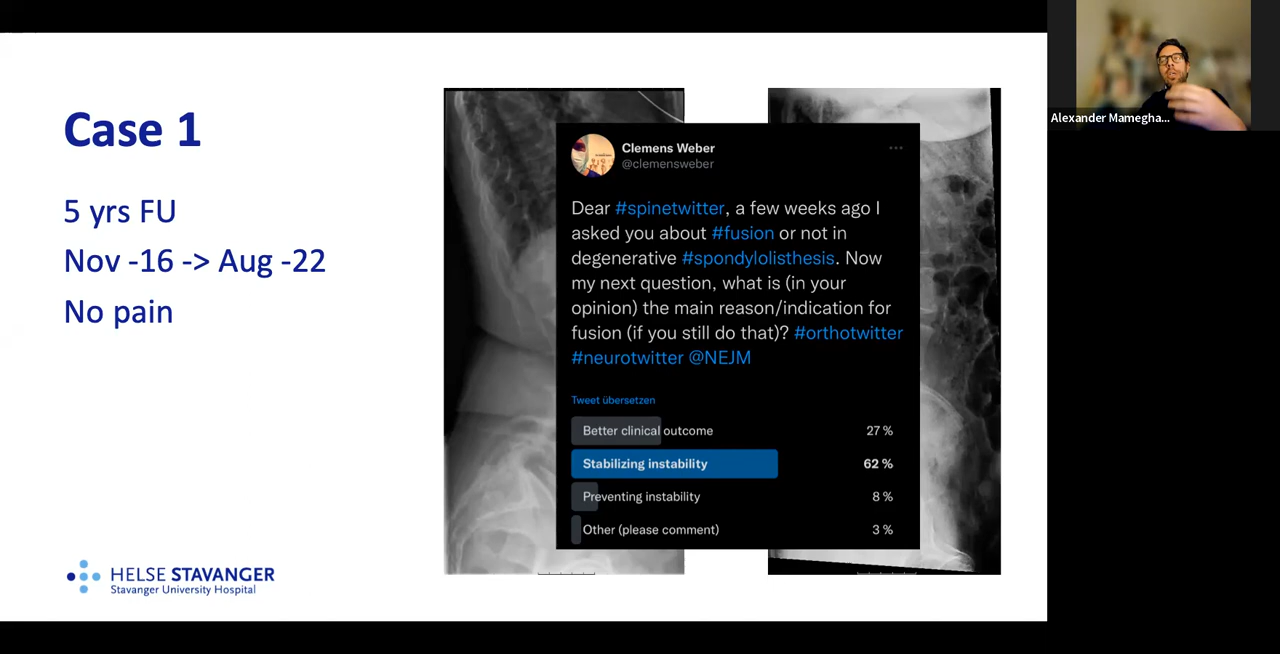 Case 1
5 yrs FU
Nov -16 -> Aug -22
No pain
HELSE STAVANGER
Stavanger University Hospital
Clemens Weber
@clemensweber
Dear #spinetwitter, a few weeks ago I
asked you about #fusion or not in
degenerative #spondylolisthesis. Now
my next question, what is (in your
opinion) the main reason/indication for
fusion (if you still do that)? #orthotwitter
#neurotwitter @NEJM
Tweet übersetzen
Better clinical outcome 27 %
Stabilizing instability 62 %
Preventing instability 8 %
Other (please comment) 3 %
Alexander Mamegha...